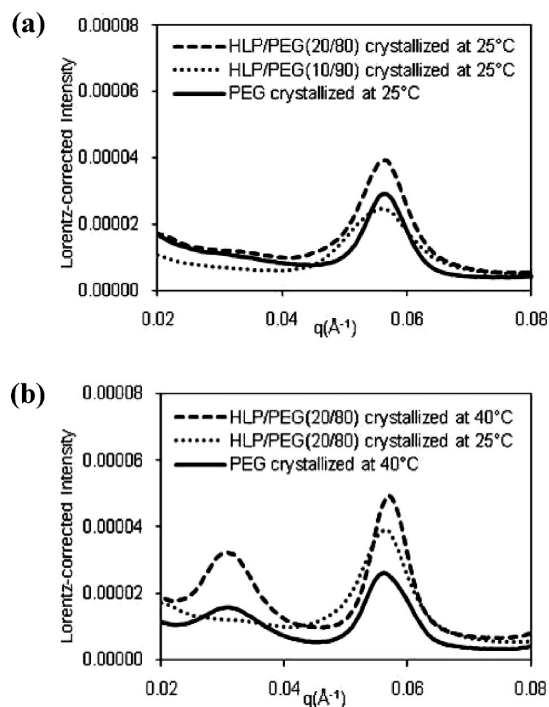 (a)
0.00008
HLP/PEG(20/80) crystallized at 25°C
HLP/PEG(10/90) crystallized at 25°C
PEG crystallized at 25°C
0.00006
0.00004
0.00002
0.00000
Lorentz-corrected Intensity
0.02 0.04 0.06 0.08
q(Å⁻¹)
(b)
0.00008
HLP/PEG(20/80) crystallized at 40°C
HLP/PEG(20/80) crystallized at 25°C
PEG crystallized at 40°C
0.00006
0.00004
0.00002
0.00000
Lorentz-corrected Intensity
0.02 0.04 0.06 0.08
q(Å⁻¹)